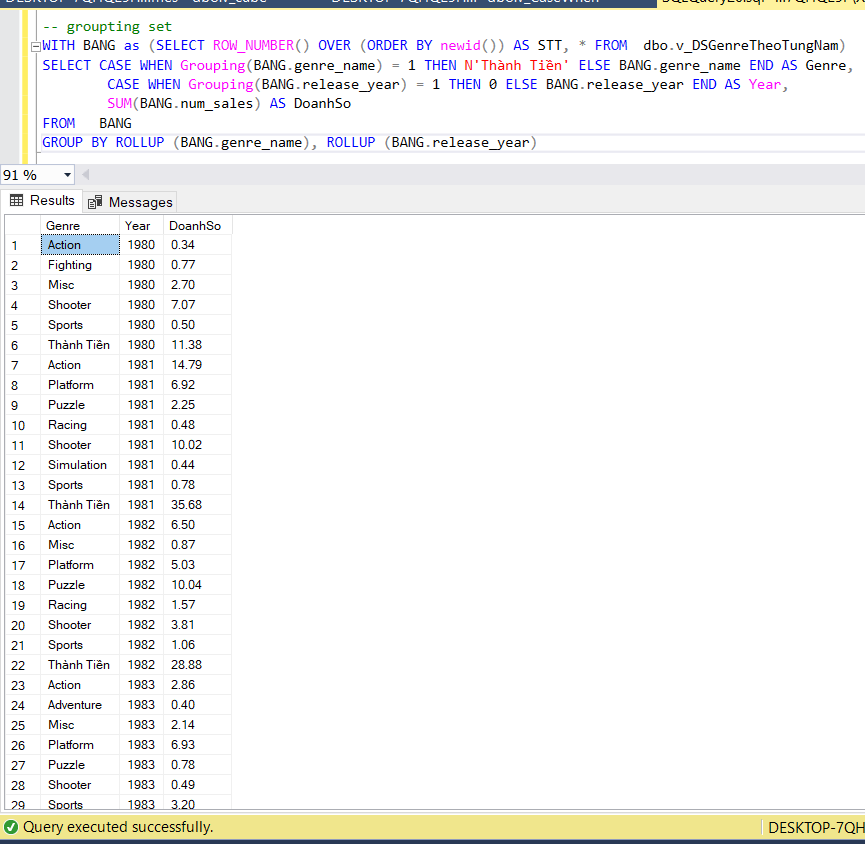 -- groupting set
WITH BANG as (SELECT ROW_NUMBER() OVER (ORDER BY newid()) AS STT, * FROM dbo.v_DSGenreTheoTungNam)
SELECT CASE WHEN Grouping(BANG.genre_name) = 1 THEN N'Thành Tiền' ELSE BANG.genre_name END AS Genre,
CASE WHEN Grouping(BANG.release_year) = 1 THEN 0 ELSE BANG.release_year END AS Year,
SUM(BANG.num_sales) AS DoanhSo
FROM BANG
GROUP BY ROLLUP (BANG.genre_name), ROLLUP (BANG.release_year)
91 %
Results Messages
Genre Year DoanhSo
1 Action 1980 0.34
2 Fighting 1980 0.77
3 Misc 1980 2.70
4 Shooter 1980 7.07
5 Sports 1980 0.50
6 Thành Tiền 1980 11.38
7 Action 1981 14.79
8 Platform 1981 6.92
9 Puzzle 1981 2.25
10 Racing 1981 0.48
11 Shooter 1981 10.02
12 Simulation 1981 0.44
13 Sports 1981 0.78
14 Thành Tiền 1981 35.68
15 Action 1982 6.50
16 Misc 1982 0.87
17 Platform 1982 5.03
18 Puzzle 1982 10.04
19 Racing 1982 1.57
20 Shooter 1982 3.81
21 Sports 1982 1.06
22 Thành Tiền 1982 28.88
23 Action 1983 2.86
24 Adventure 1983 0.40
25 Misc 1983 2.14
26 Platform 1983 6.93
27 Puzzle 1983 0.78
28 Shooter 1983 0.49
29 Sports 1983 3.20
Query executed successfully. DESKTOP-7QH